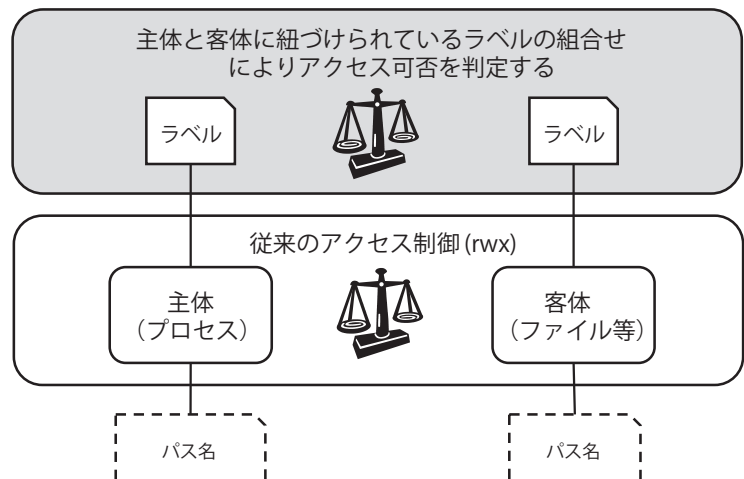 主体と客体に紐づけられているラベルの組合せ
によりアクセス可否を判定する
ラベル
ラベル
従来のアクセス制御(rwx)
主体
（プロセス）
客体
（ファイル等）
パス名
パス名